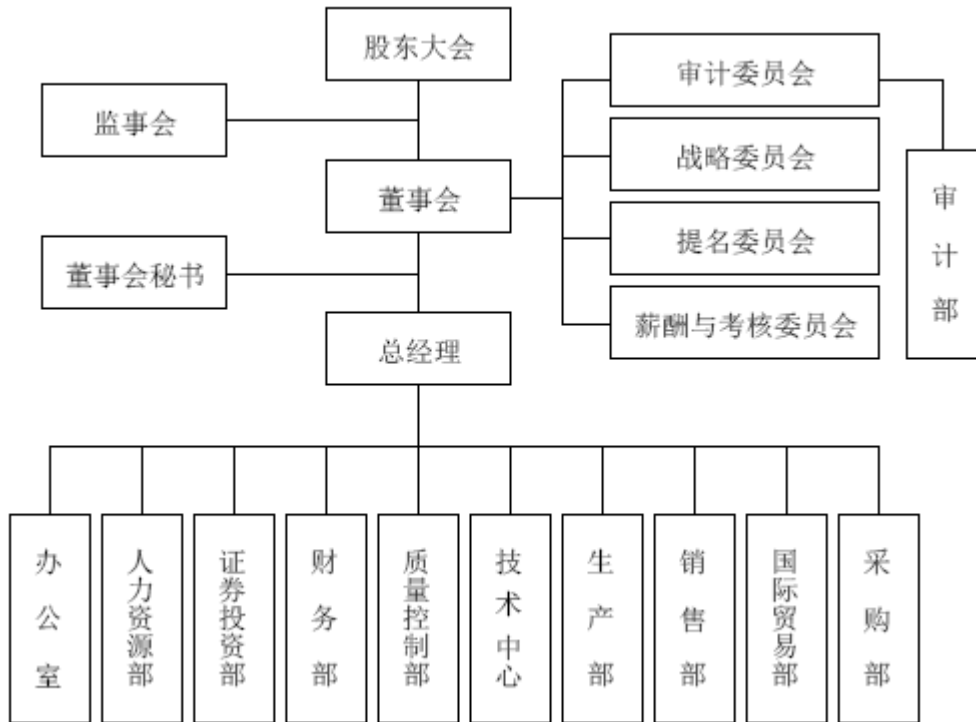 股东大会
审计委员会
监事会
战略委员会
董事会
审计部
提名委员会
董事会秘书
薪酬与考核委员会
总经理
办公室
人力资源部
证券投资部
财务部
质量控制部
技术中心
生产部
销售部
国际贸易部
采购部